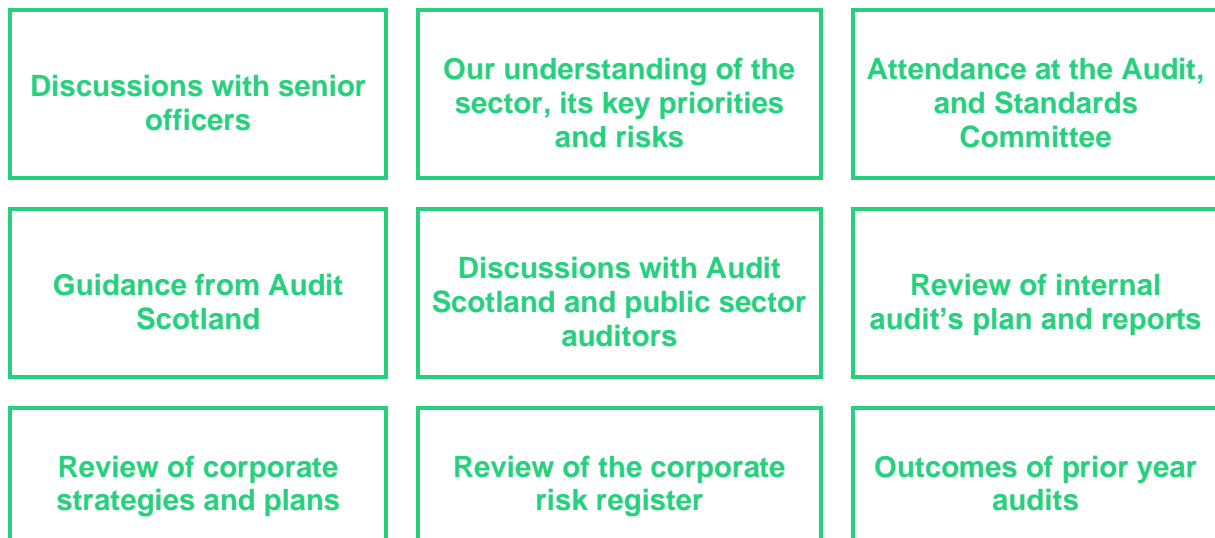 Discussions with senior
officers
Our understanding of the
sector, its key priorities
and risks
Attendance at the Audit,
and Standards
Committee
Guidance from Audit
Scotland
Discussions with Audit
Scotland and public sector
auditors
Review of internal
audit’s plan and reports
Review of corporate
strategies and plans
Review of the corporate
risk register
Outcomes of prior year
audits